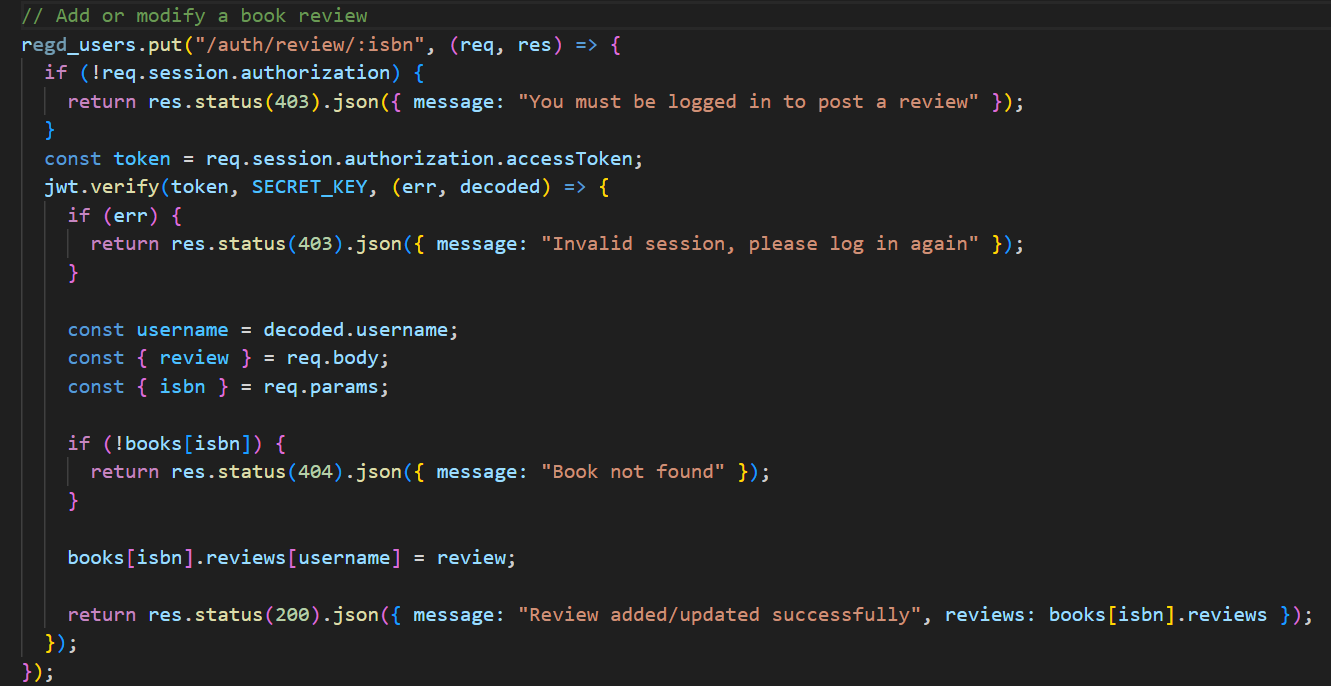 // Add or modify a book review
regd_users.put("/auth/review/:isbn", (req, res) => {
  if (!req.session.authorization) {
    return res.status(403).json({ message: "You must be logged in to post a review" });
  }
  const token = req.session.authorization.accessToken;
  jwt.verify(token, SECRET_KEY, (err, decoded) => {
    if (err) {
      return res.status(403).json({ message: "Invalid session, please log in again" });
    }

    const username = decoded.username;
    const { review } = req.body;
    const { isbn } = req.params;

    if (!books[isbn]) {
      return res.status(404).json({ message: "Book not found" });
    }

    books[isbn].reviews[username] = review;

    return res.status(200).json({ message: "Review added/updated successfully", reviews: books[isbn].reviews });
  });
});